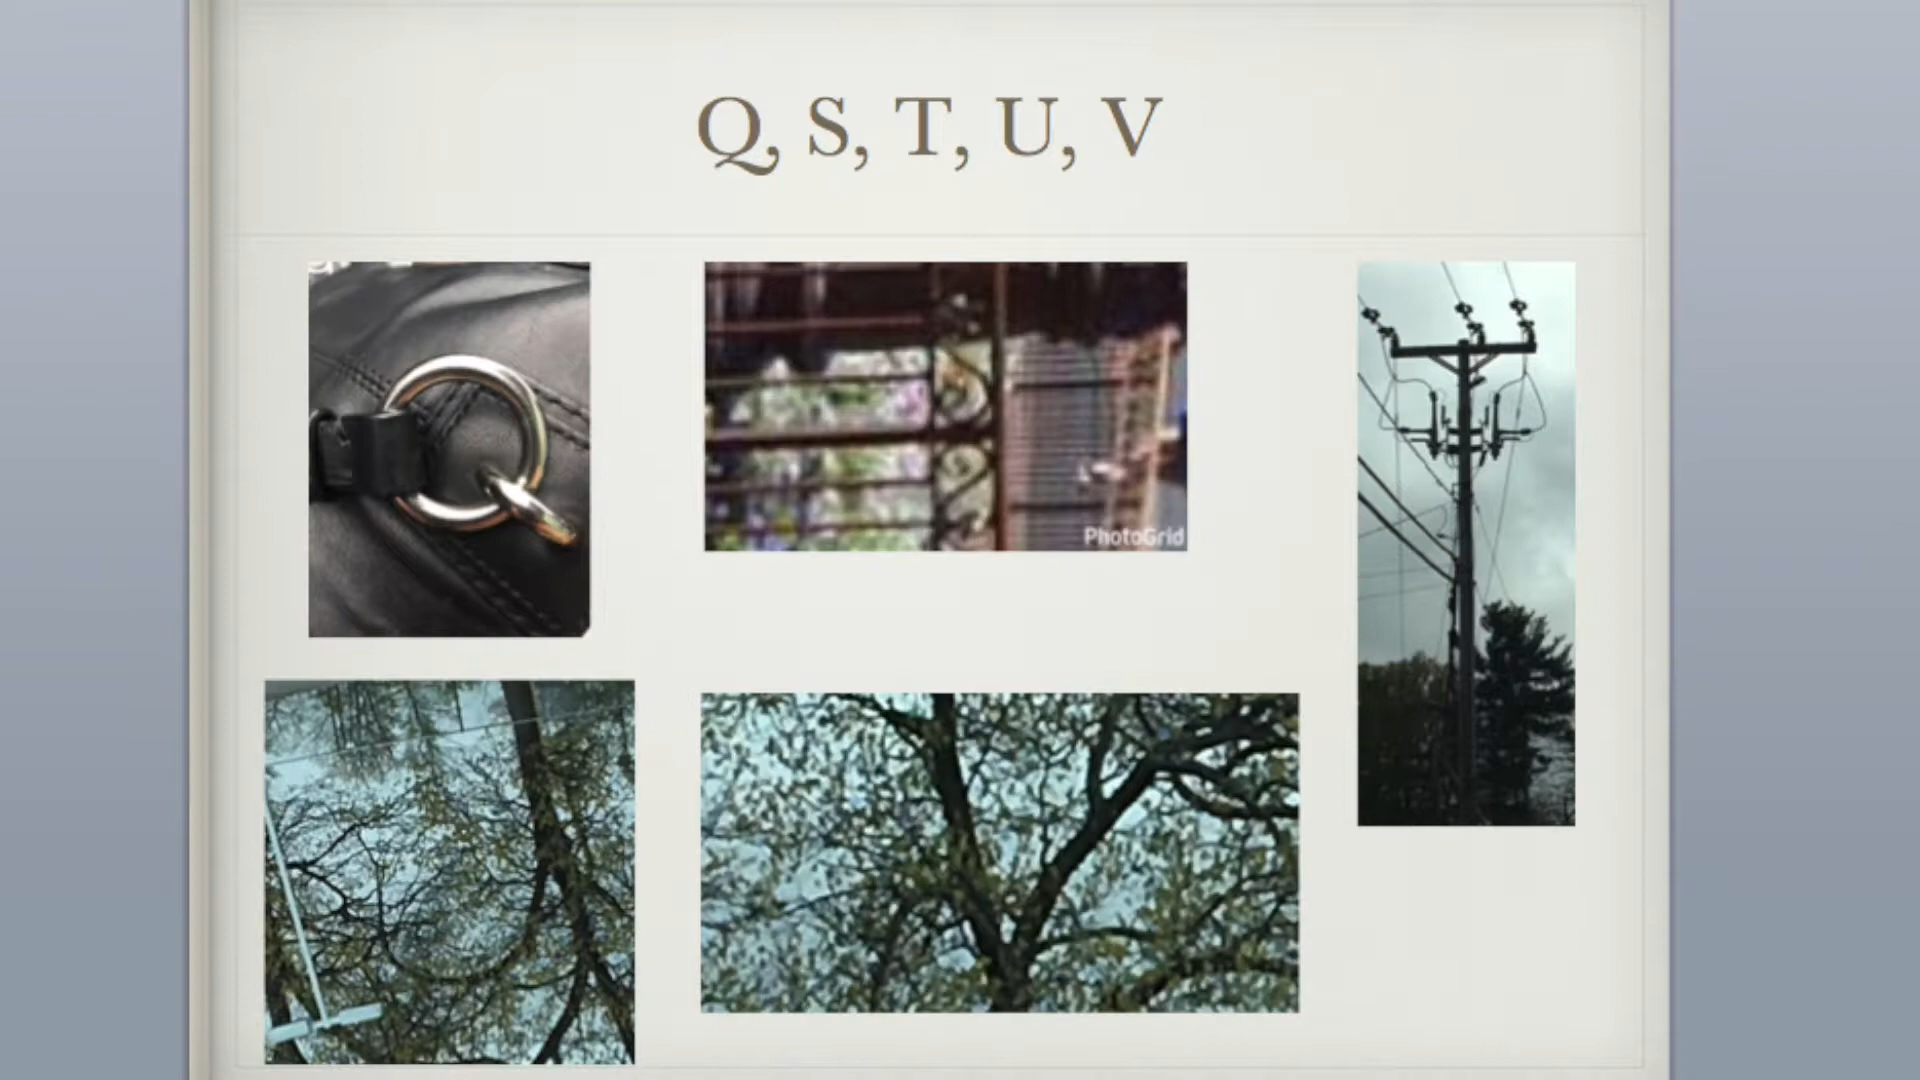 Q, S, T, U, V
PhotoGrid